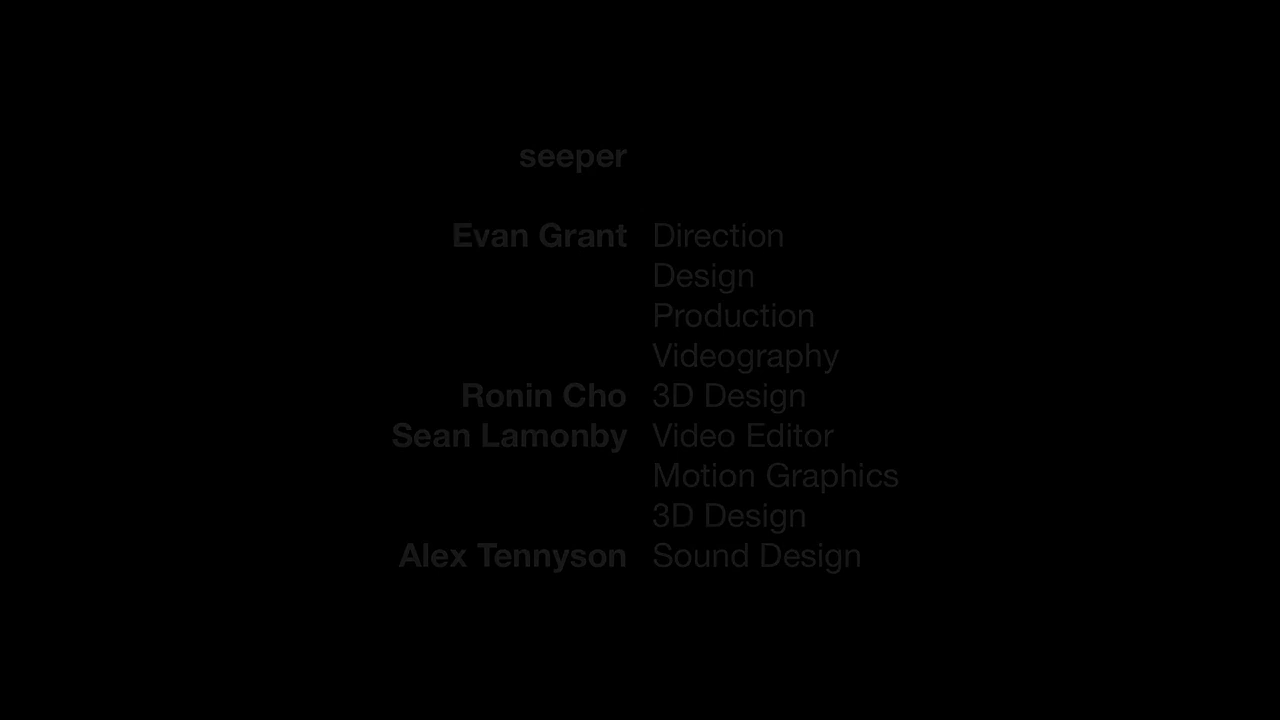 seeper
Evan Grant Direction
Design
Production
Videography
Ronin Cho 3D Design
Sean Lamonby Video Editor
Motion Graphics
3D Design
Alex Tennyson Sound Design